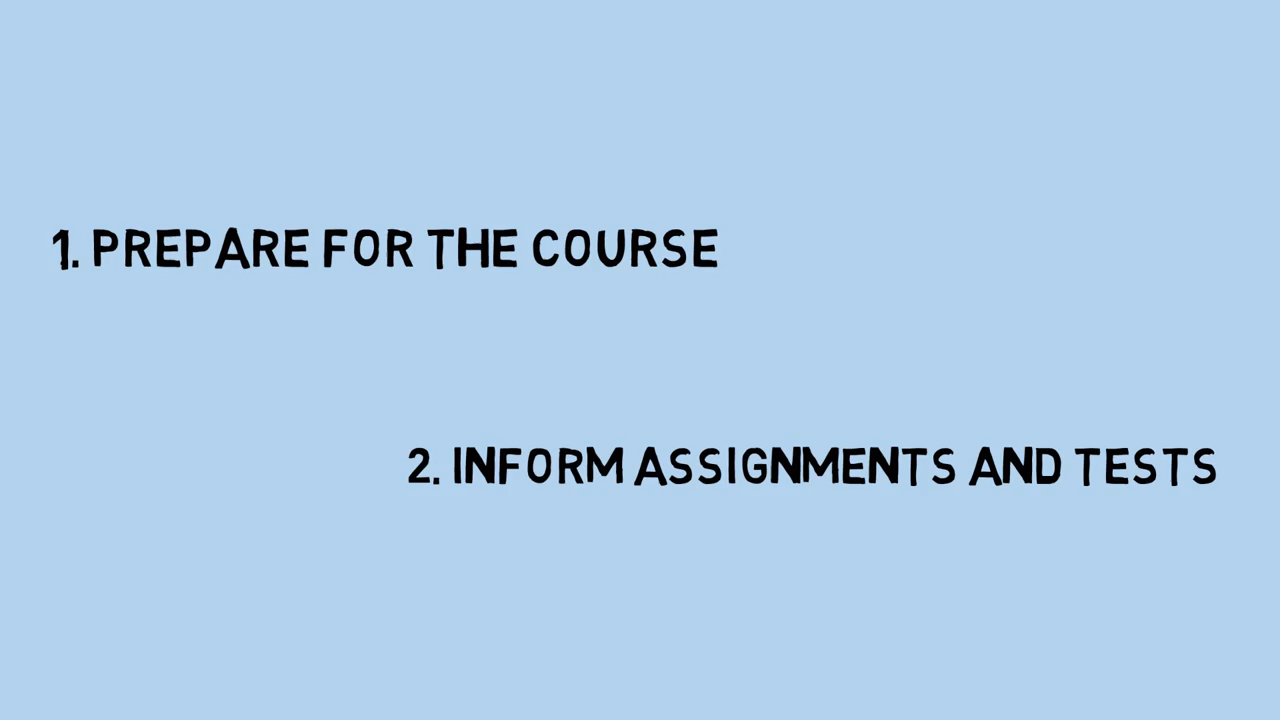 1. PREPARE FOR THE COURSE
2. INFORM ASSIGNMENTS AND TESTS